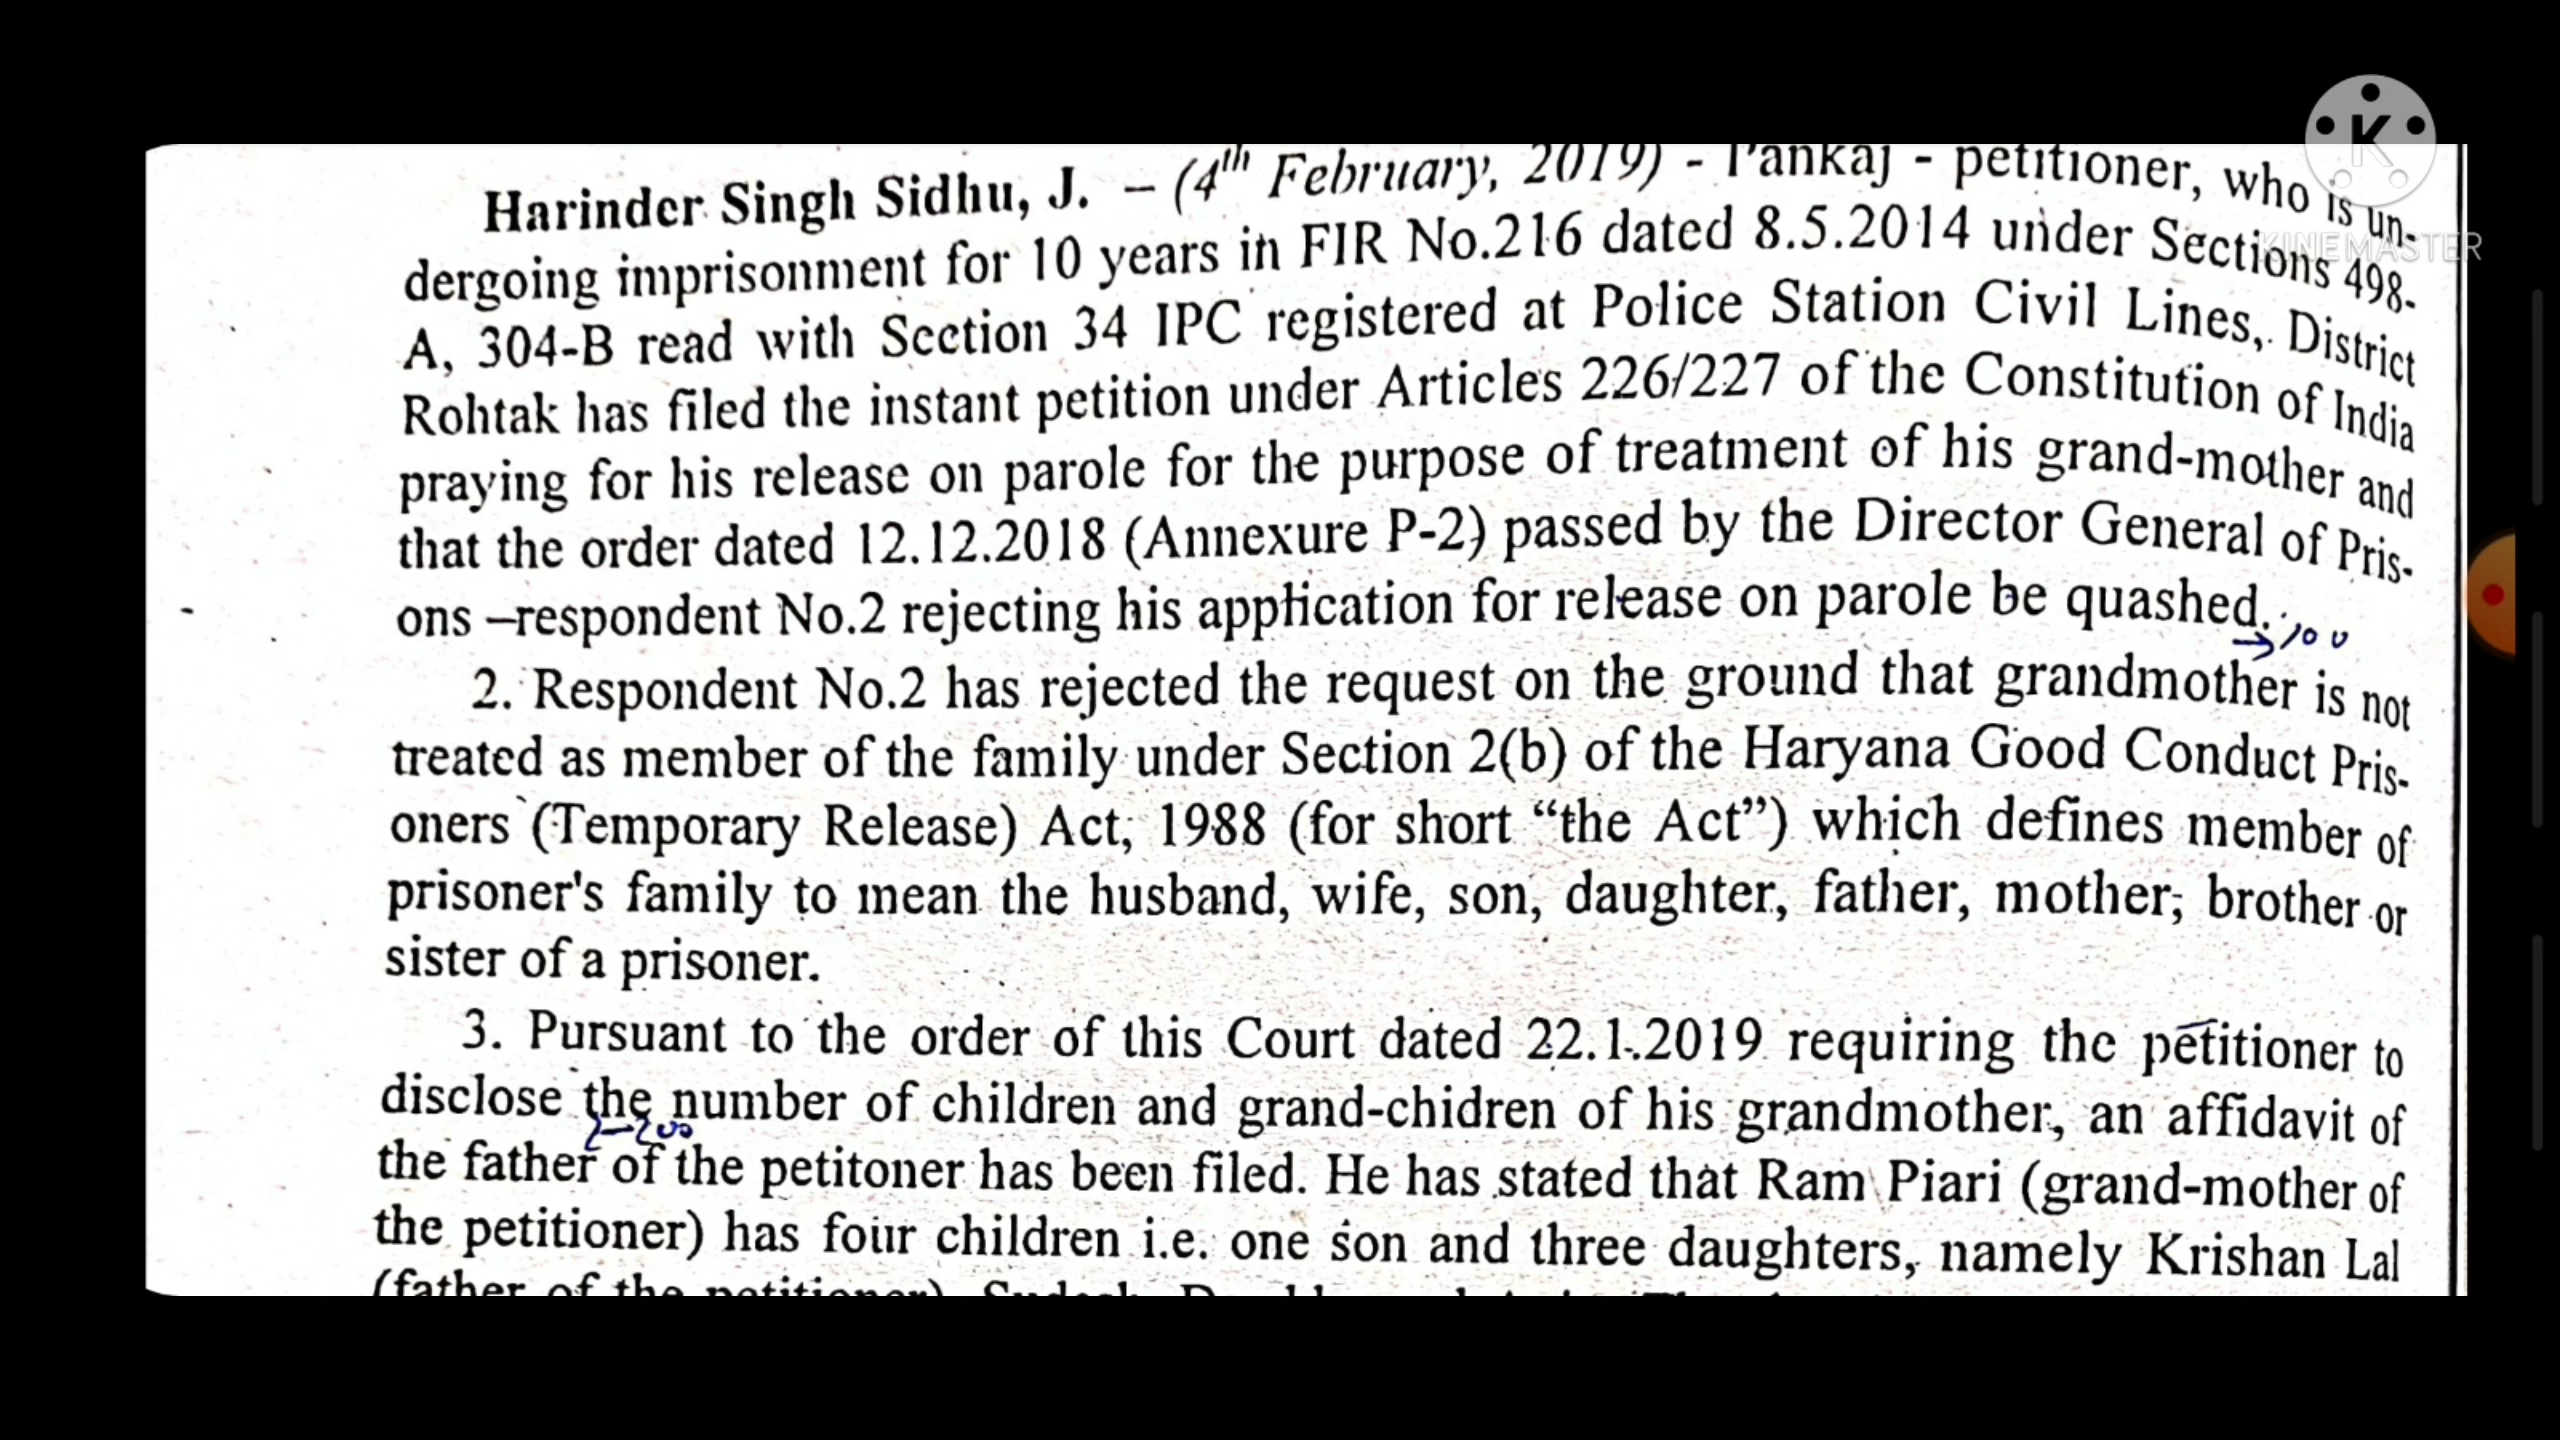 K
KINEMASTER
Harinder Singh Sidhu, J. – (4th February, 2019) - Pankaj - petitioner, who is un-
dergoing imprisonment for 10 years in FIR No.216 dated 8.5.2014 under Sections 498-
A, 304-B read with Section 34 IPC registered at Police Station Civil Lines, District
Rohtak has filed the instant petition under Articles 226/227 of the Constitution of India
praying for his release on parole for the purpose of treatment of his grand-mother and
that the order dated 12.12.2018 (Annexure P-2) passed by the Director General of Pris-
ons –respondent No.2 rejecting his application for release on parole be quashed.
100
2. Respondent No.2 has rejected the request on the ground that grandmother is not
treated as member of the family under Section 2(b) of the Haryana Good Conduct Pris-
oners (Temporary Release) Act, 1988 (for short “the Act”) which defines member of
prisoner's family to mean the husband, wife, son, daughter, father, mother, brother or
sister of a prisoner.
3. Pursuant to the order of this Court dated 22.1.2019 requiring the petitioner to
disclose the number of children and grand-chidren of his grandmother, an affidavit of
the father of the petitoner has been filed. He has stated that Ram Piari (grand-mother of
the petitioner) has four children i.e. one son and three daughters, namely Krishan Lal
(father of the petitioner),